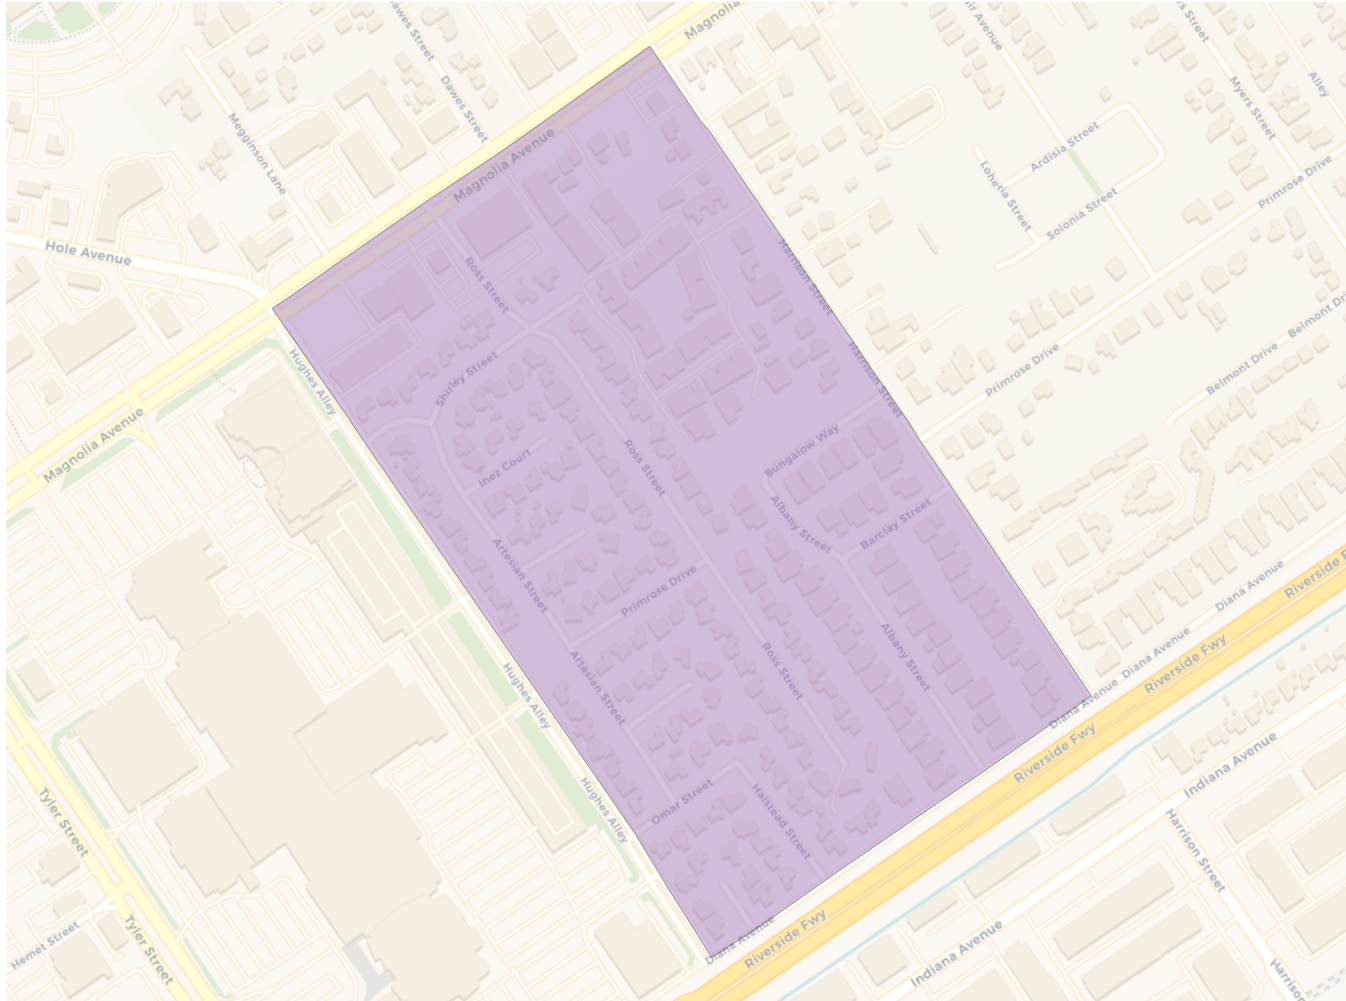 Magnolia
Dawes Street
Dawes Street
Megginson Lane
Myers Street
Alley
Ardisia Street
Loheria Street
Solonia Street
Primrose Drive
Magnolia Avenue
Hole Avenue
Harrison Street
Ross Street
Belmont Drive
Belmont Drive
Primrose Drive
Hughes Alley
Shirley Street
Harrison Street
Magnolia Avenue
Bungalow Way
Ross Street
Inez Court
Albany Street
Barclay Street
Artesian Street
Primrose Drive
Diana Avenue
Riverside F
Diana Avenue
Riverside Fwy
Albany Street
Ross Street
Artesian Street
Hughes Alley
Diana Avenue
Riverside Fwy
Indiana Avenue
Omar Street
Halstead Street
Hughes Alley
Tyler Street
Harrison Street
Tyler Street
Hemet Street
Diana Avenue
Riverside Fwy
Indiana Avenue
Harriso